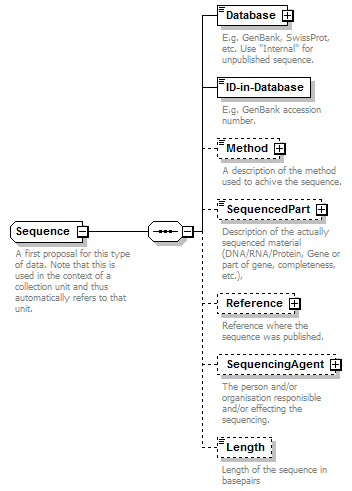 Database
E.g. GenBank, SwissProt,
etc. Use "Internal" for
unpublished sequence.
ID-in-Database
E.g. GenBank accession
number.
Method
A description of the method
used to achive the sequence.
SequencedPart
Description of the actually
sequenced material
(DNA/RNA/Protein, Gene or
part of gene, completeness,
etc.),
Sequence
A first proposal for this type
of data. Note that this is
used in the context of a
collection unit and thus
automatically refers to that
unit.
Reference
Reference where the
sequence was published.
SequencingAgent
The person and/or
organisation responisible
and/or effecting the
sequencing.
Length
Length of the sequence in
basepairs